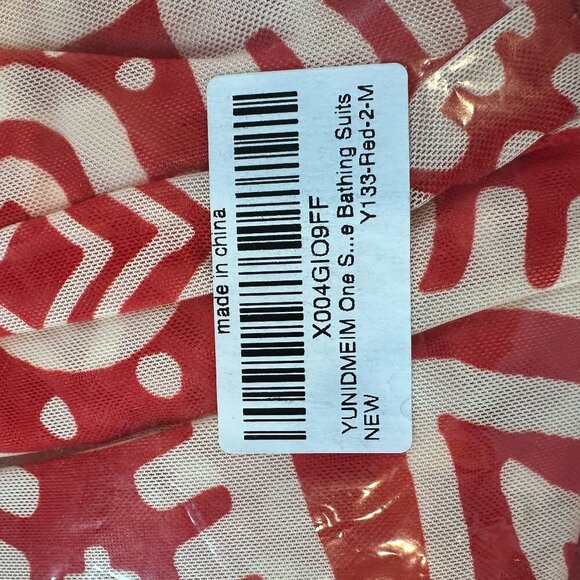 made in china
X004GIO9FF
YUNIDMEIM One S...e Bathing Suits
Y133-Red-2-M
NEW